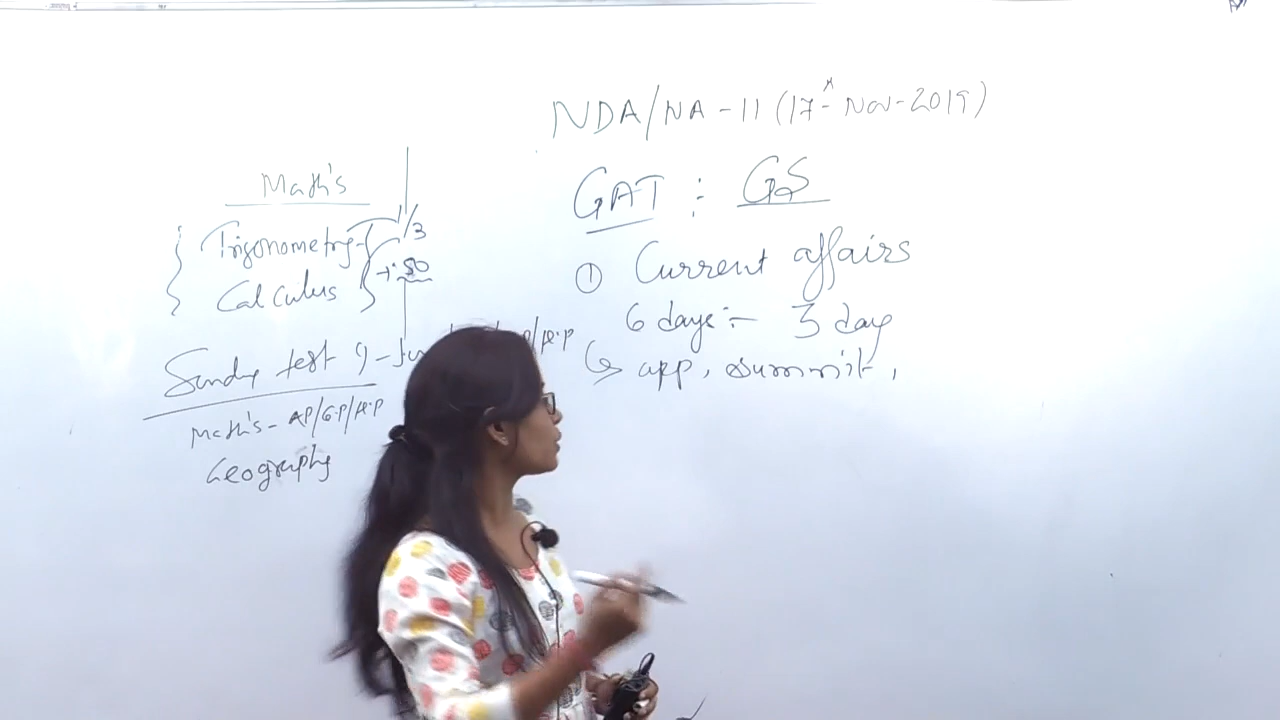 NDA/NA-II (17th Nov-2019)
Math's
Trigonometry
Calculus
1/3
→ 50
Sunday test 9-
Math's - AP/G.P/H.P
Geography
GAT : GS
① Current affairs
6 days :- 3 day
↳ app, summit,